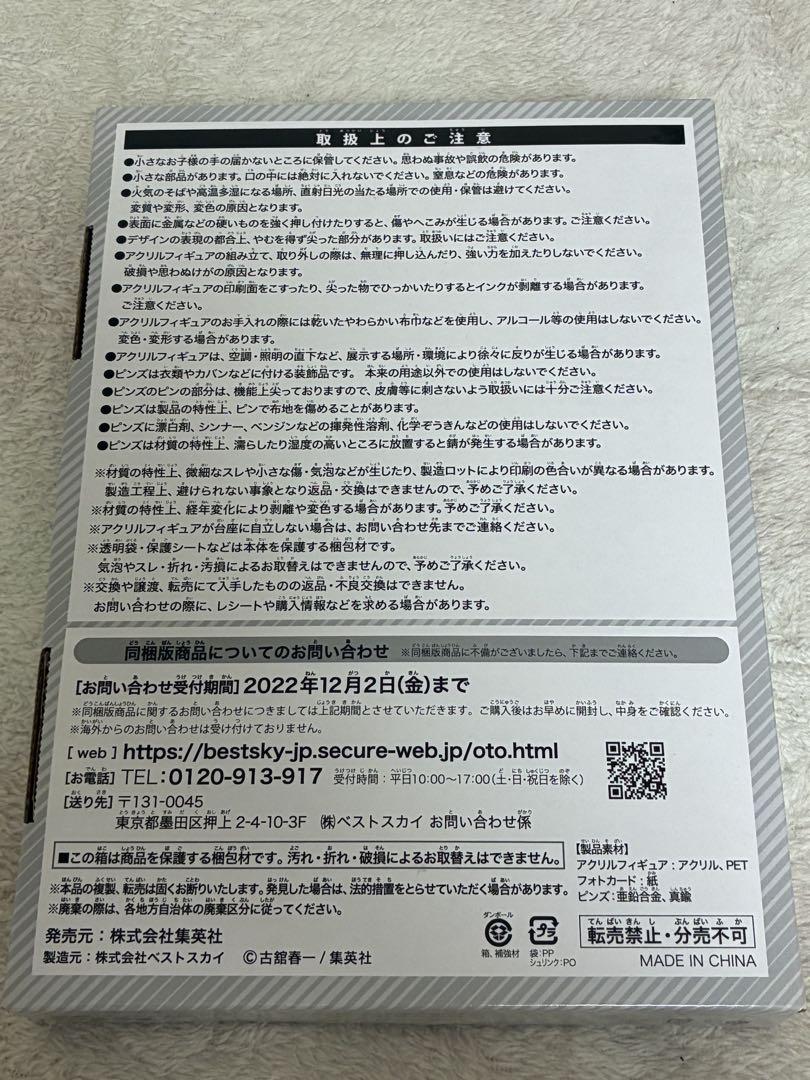 取扱上のご注意
●小さなお子様の手の届かないところに保管してください。思わぬ事故や誤飲の危険があります。
●小さな部品があります。口の中には絶対に入れないでください。窒息などの危険があります。
●火気のそばや高温多湿になる場所、直射日光の当たる場所での使用・保管は避けてください。
変質や変形、変色の原因となります。
●表面に金属などの硬いものを強く押し付けたりすると、傷やへこみが生じる場合があります。ご注意ください。
●デザインの表現の都合上、やむを得ず尖った部分があります。取扱いにはご注意ください。
●アクリルフィギュアの組み立て、取り外しの際は、無理に押し込んだり、強い力を加えたりしないでください。
破損や思わぬけがの原因となります。
●アクリルフィギュアの印刷面をこすったり、尖った物でひっかいたりするとインクが剥離する場合があります。
ご注意ください。
●アクリルフィギュアのお手入れの際には乾いたやわらかい布巾などを使用し、アルコール等の使用はしないでください。
変色・変形する場合があります。
●アクリルフィギュアは、空調・照明の直下など、展示する場所・環境により徐々に反りが生じる場合があります。
●ピンズは衣類やカバンなどに付ける装飾品です。本来の用途以外での使用はしないでください。
●ピンズのピンの部分は、機能上尖っておりますので、皮膚等に刺さないよう取扱いには十分ご注意ください。
●ピンズは製品の特性上、ピンで布地を傷めることがあります。
●ピンズに漂白剤、シンナー、ベンジンなどの揮発性溶剤、化学ぞうきんなどの使用はしないでください。
●ピンズは材質の特性上、濡らしたり湿度の高いところに放置すると錆が発生する場合があります。
※材質の特性上、微細なスレや小さな傷・気泡などが生じたり、製造ロットにより印刷の色合いが異なる場合があります。
製造工程上、避けられない事象となり返品・交換はできませんので、予めご了承ください。
※材質の特性上、経年変化により剥離や変色する場合があります。予めご了承ください。
※アクリルフィギュアが台座に自立しない場合は、お問い合わせ先までご連絡ください。
※透明袋・保護シートなどは本体を保護する梱包材です。
気泡やスレ・折れ・汚損によるお取替えはできませんので、予めご了承ください。
※交換や譲渡、転売にて入手したものの返品・不良交換はできません。
お問い合わせの際に、レシートや購入情報などを求める場合があります。
同梱版商品についてのお問い合わせ ※同梱版商品に不備がございましたら、下記までご連絡ください。
[お問い合わせ受付期間]2022年12月2日(金)まで
※同梱版商品に関するお問い合わせにつきましては上記期間とさせていただきます。ご購入後はお早めに開封し、中身をご確認ください。
※海外からのお問い合わせは受け付けておりません。
[ web ] https://bestsky-jp.secure-web.jp/oto.html
[お電話] TEL:0120-913-917 受付時間:平日10:00～17:00(土・日・祝日を除く)
[送り先] 〒131-0045
東京都墨田区押上 2-4-10-3F ㈱ベストスカイ お問い合わせ係
■この箱は商品を保護する梱包材です。汚れ・折れ・破損によるお取替えはできません。
※本品の複製、転売は固くお断りいたします。発見した場合は、法的措置をとらせていただく場合があります。
※廃棄の際は、各地方自治体の廃棄区分に従ってください。
【製品素材】
アクリルフィギュア:アクリル、PET
フォトカード:紙
ピンズ:亜鉛合金、真鍮
発売元:株式会社集英社
製造元:株式会社ベストスカイ ©古舘春一/集英社
ダンボール
箱、補強材
プラ
袋:PP
シュリンク:PO
転売禁止・分売不可
MADE IN CHINA